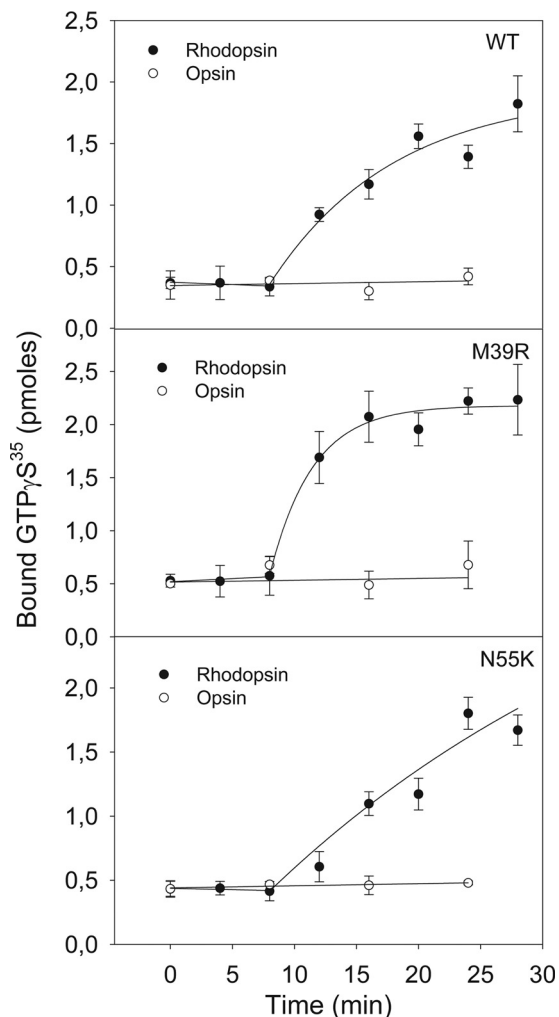 Bound GTPγS³⁵ (pmoles)
2,5
2,0
1,5
1,0
0,5
0,0
Rhodopsin
Opsin
WT
2,5
2,0
1,5
1,0
0,5
0,0
Rhodopsin
Opsin
M39R
2,0
1,5
1,0
0,5
0,0
Rhodopsin
Opsin
N55K
0 5 10 15 20 25 30
Time (min)